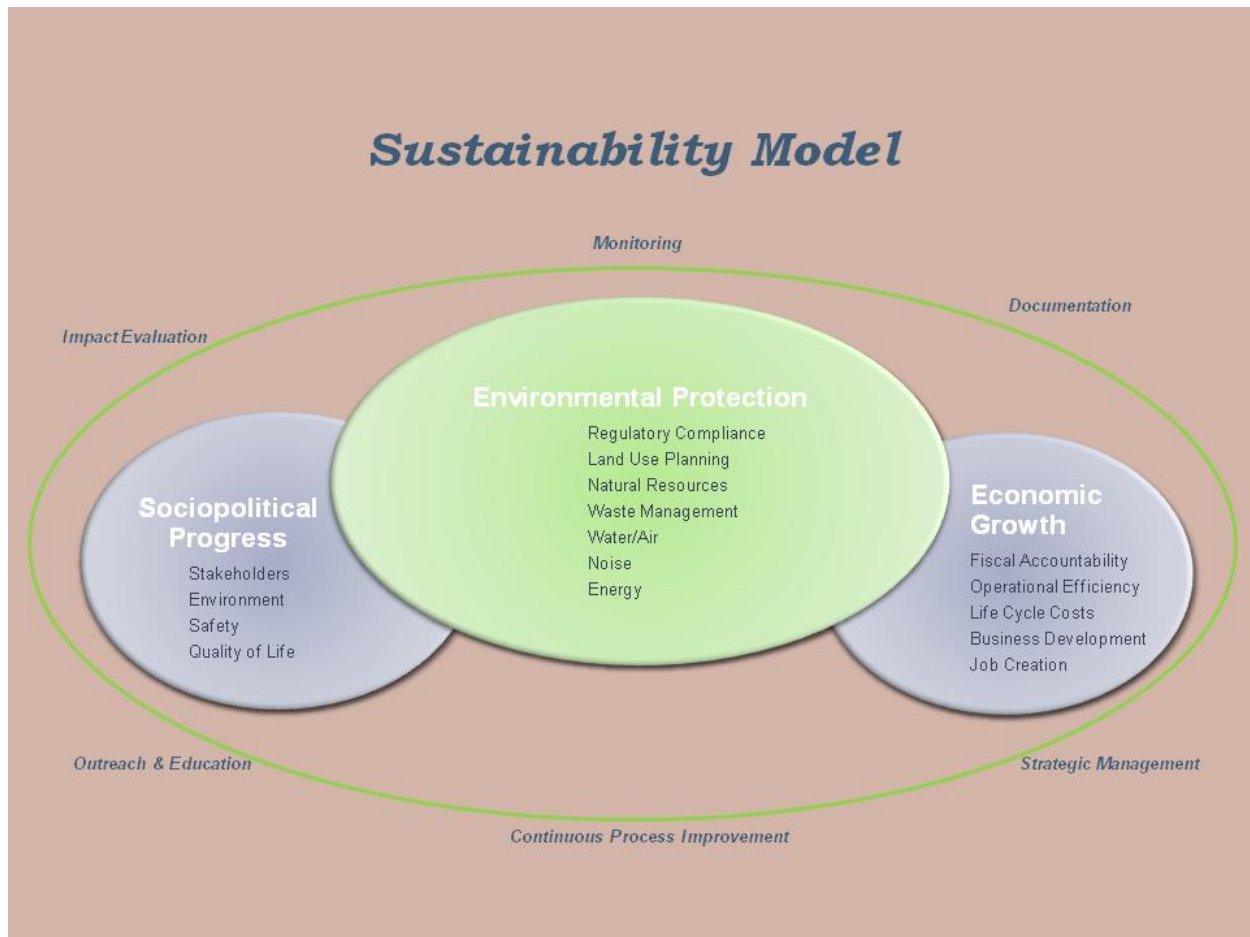 Sustainability Model
Monitoring
Documentation
Impact Evaluation
Environmental Protection
Regulatory Compliance
Land Use Planning
Natural Resources
Waste Management
Water/Air
Noise
Energy
Sociopolitical
Progress
Stakeholders
Environment
Safety
Quality of Life
Economic
Growth
Fiscal Accountability
Operational Efficiency
Life Cycle Costs
Business Development
Job Creation
Outreach & Education
Strategic Management
Continuous Process Improvement